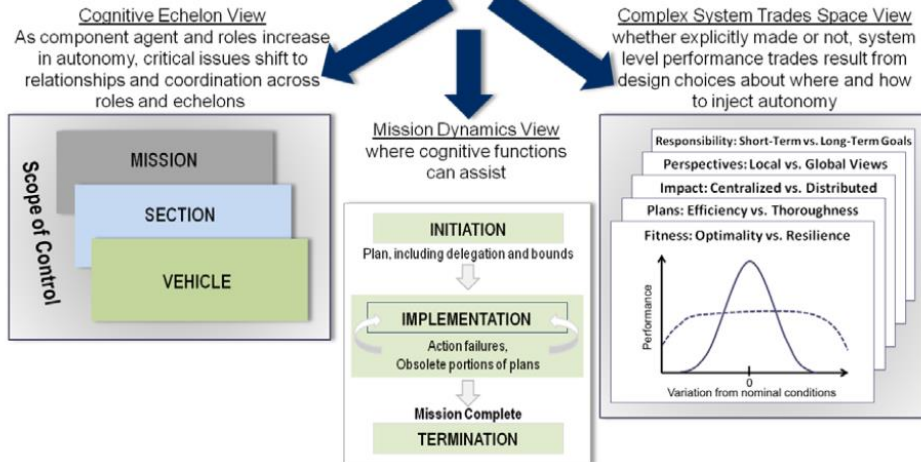 Cognitive Echelon View
As component agent and roles increase
in autonomy, critical issues shift to
relationships and coordination across
roles and echelons
Scope of Control
MISSION
SECTION
VEHICLE
Mission Dynamics View
where cognitive functions
can assist
INITIATION
Plan, including delegation and bounds
IMPLEMENTATION
Action failures,
Obsolete portions of plans
Mission Complete
TERMINATION
Complex System Trades Space View
whether explicitly made or not, system
level performance trades result from
design choices about where and how
to inject autonomy
Responsibility: Short-Term vs. Long-Term Goals
Perspectives: Local vs. Global Views
Impact: Centralized vs. Distributed
Plans: Efficiency vs. Thoroughness
Fitness: Optimality vs. Resilience
Performance
0
Variation from nominal conditions